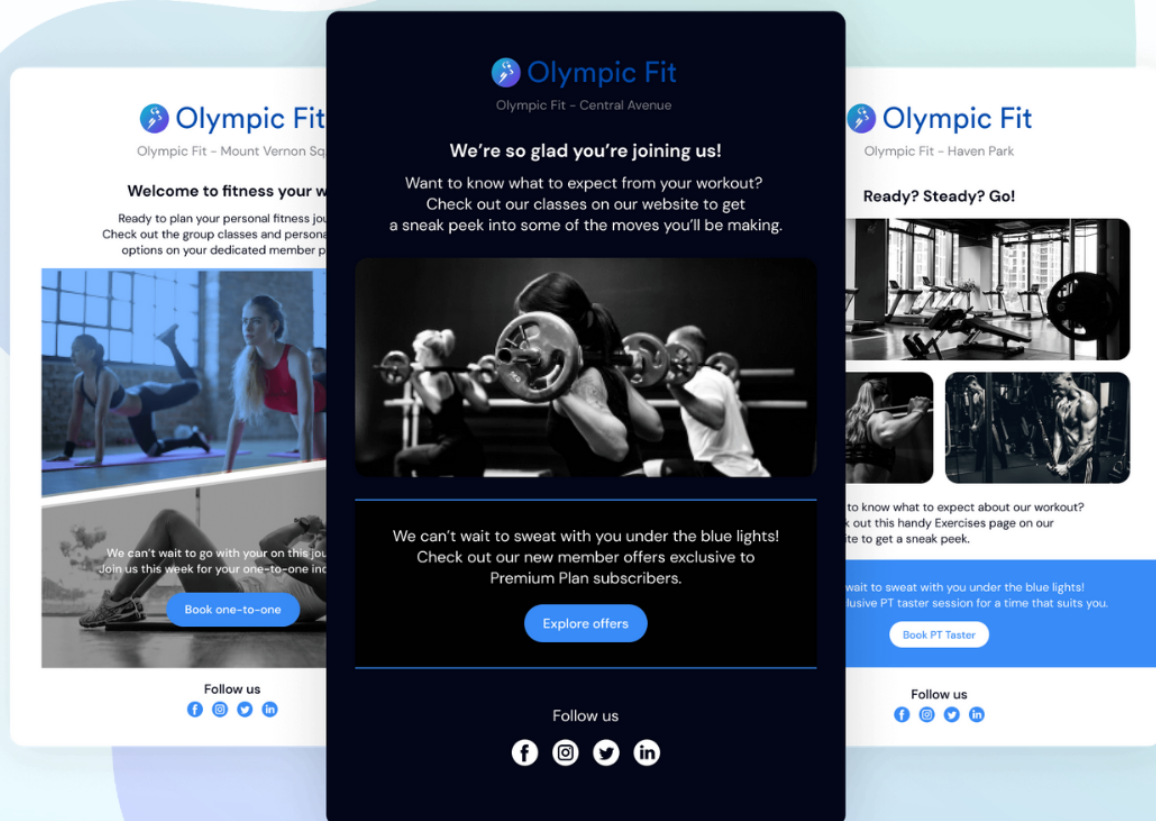 Olympic Fit
Olympic Fit - Mount Vernon
Welcome to fitness your
Ready to plan your personal fitness
Check out the group classes and
options on your dedicated member
We can't wait to go with your on this
Join us this week for your one-to-one
Book one-to-one
Follow us
Olympic Fit
Olympic Fit - Central Avenue
We're so glad you're joining us!
Want to know what to expect from your workout?
Check out our classes on our website to get
a sneak peek into some of the moves you'll be making.
We can't wait to sweat with you under the blue lights!
Check out our new member offers exclusive to
Premium Plan subscribers.
Explore offers
Follow us
Olympic Fit
Olympic Fit - Haven Park
Ready? Steady? Go!
to know what to expect about our workout?
out this handy Exercises page on our
to get a sneak peek.
wait to sweat with you under the blue lights!
PT taster session for a time that suits you.
Book PT Taster
Follow us